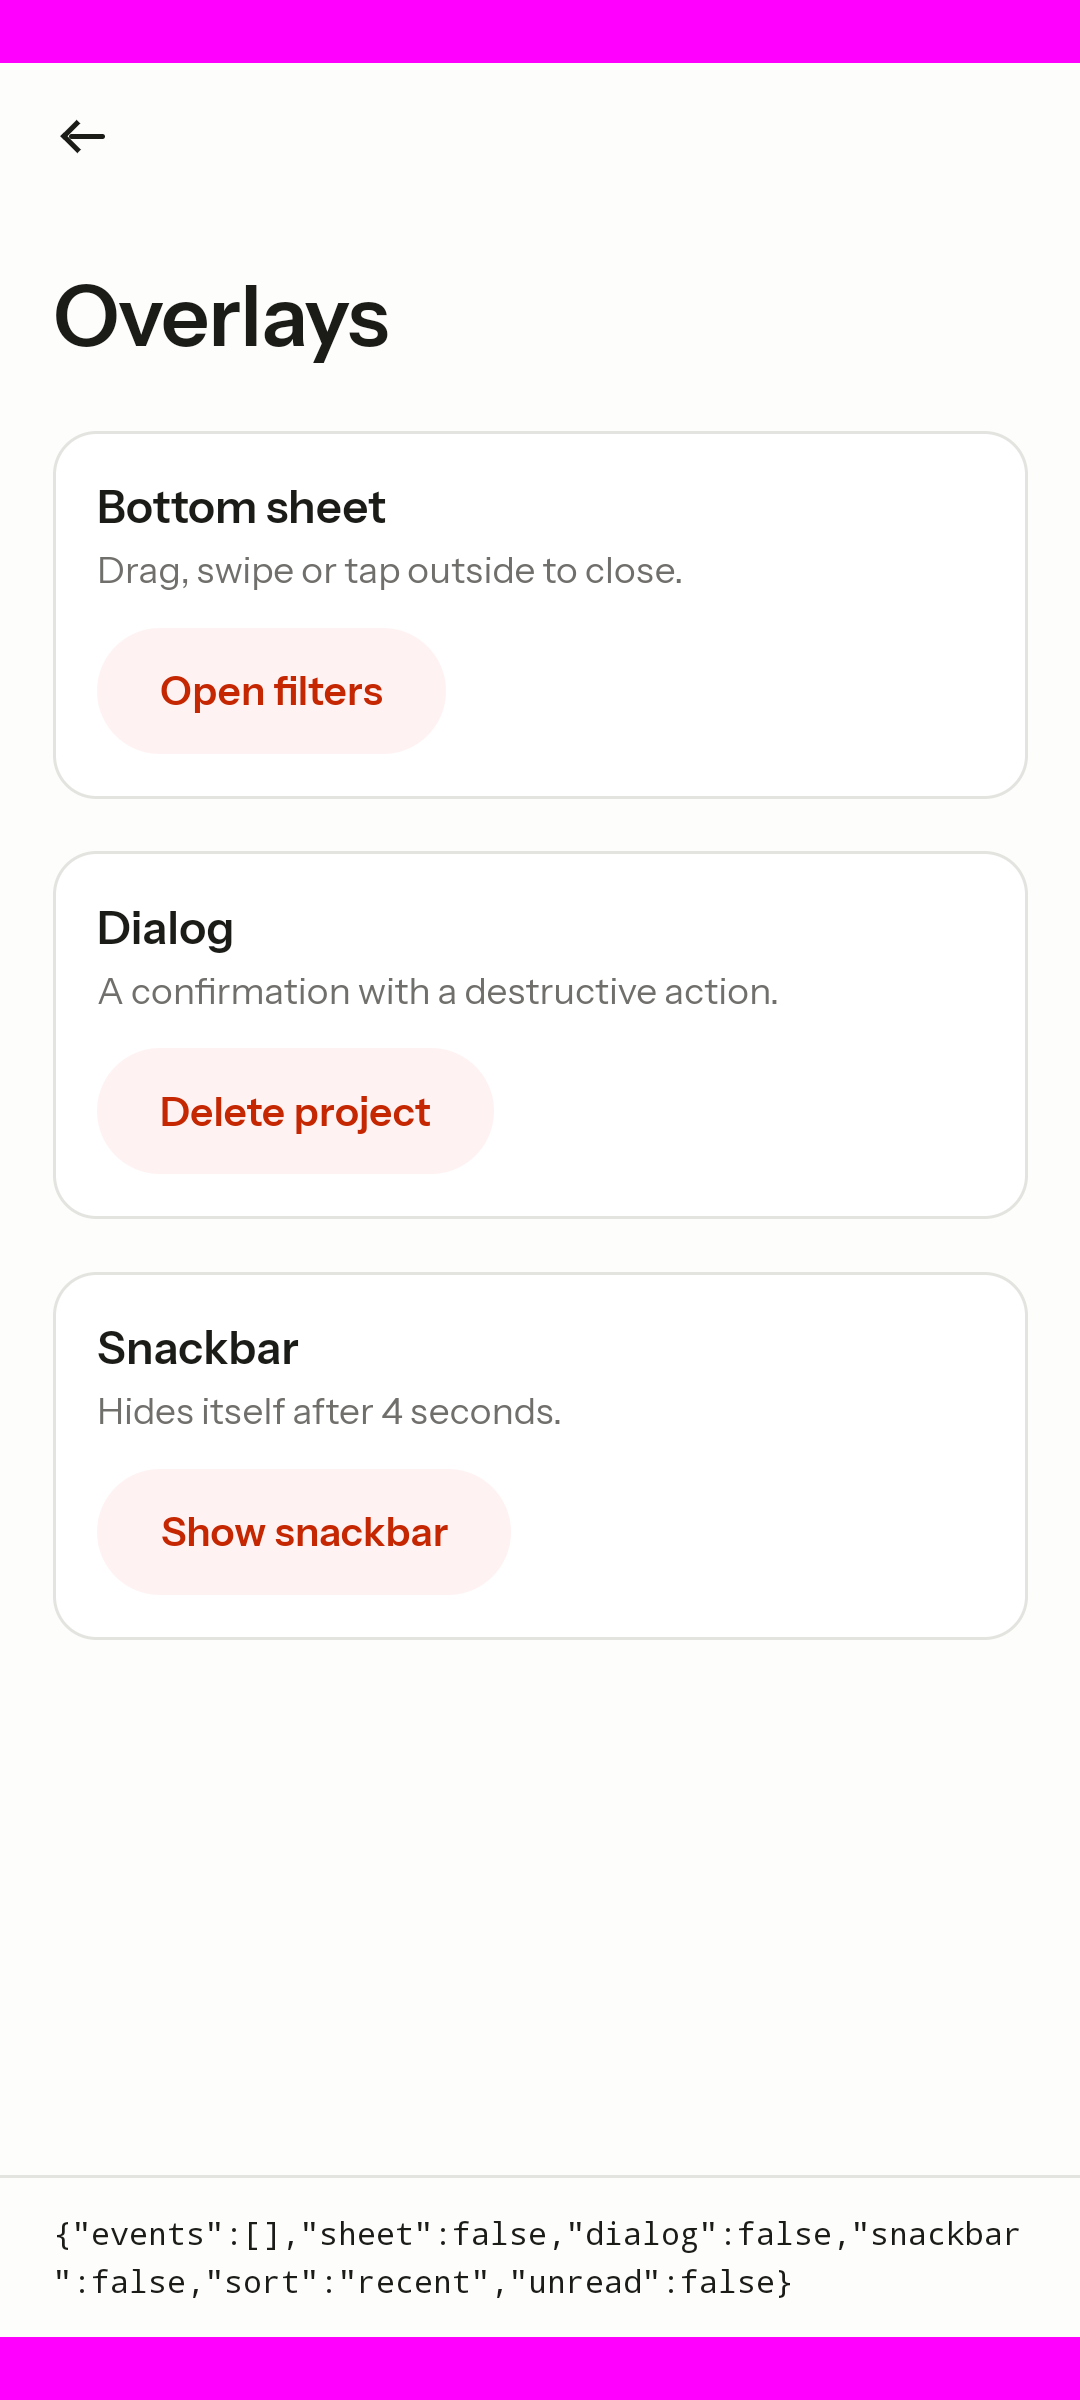 Overlays
Bottom sheet
Drag, swipe or tap outside to close.
Open filters
Dialog
A confirmation with a destructive action.
Delete project
Snackbar
Hides itself after 4 seconds.
Show snackbar
{"events":[],"sheet":false,"dialog":false,"snackbar
":false,"sort":"recent","unread":false}